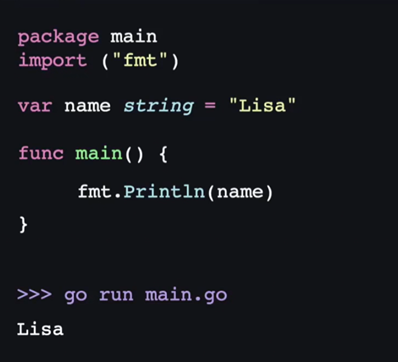 package main
import ("fmt")
var name string = "Lisa"
func main() {
fmt.Println(name)
}
>>> go run main.go
Lisa